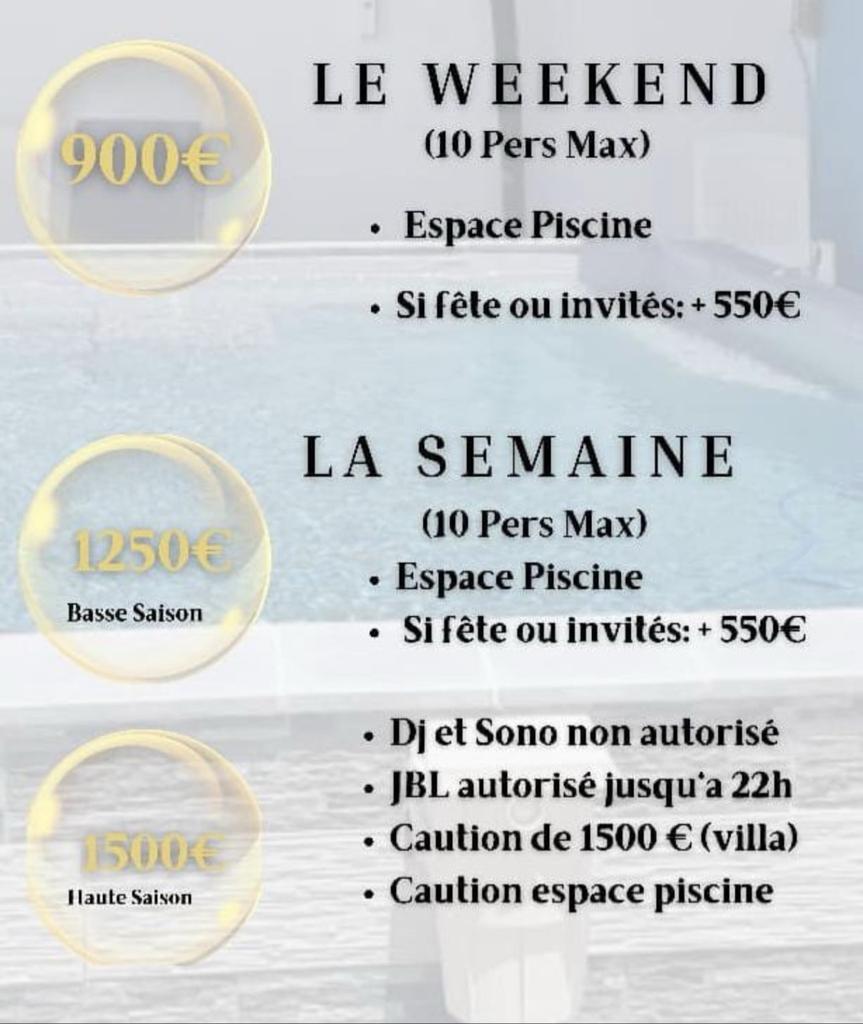 900€
LE WEEKEND
(10 Pers Max)
• Espace Piscine
• Si fête ou invités: + 550€
LA SEMAINE
(10 Pers Max)
1250€
Basse Saison
• Espace Piscine
• Si fête ou invités: + 550€
1500€
Haute Saison
• Dj et Sono non autorisé
• JBL autorisé jusqu'a 22h
• Caution de 1500 € (villa)
• Caution espace piscine